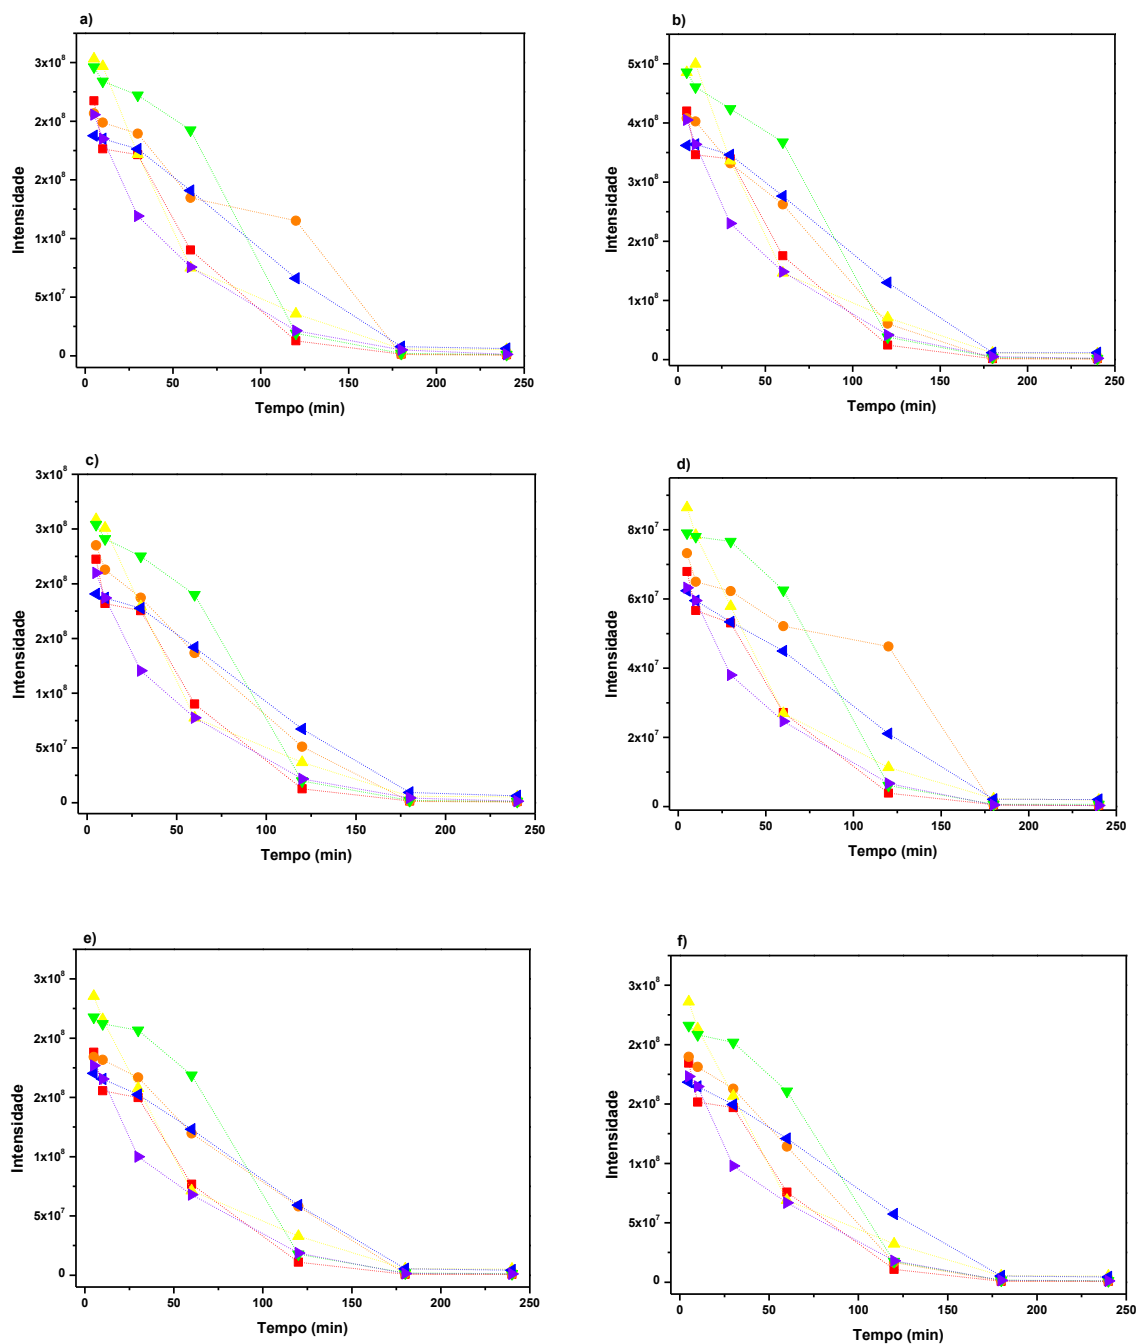 a)
3x10⁸
2x10⁸
2x10⁸
1x10⁸
5x10⁷
0
Intensidade
0 50 100 150 200 250
Tempo (min)
b)
5x10⁸
4x10⁸
3x10⁸
2x10⁸
1x10⁸
0
Intensidade
0 50 100 150 200 250
Tempo (min)
c)
3x10⁸
3x10⁸
2x10⁸
2x10⁸
1x10⁸
5x10⁷
0
Intensidade
0 50 100 150 200 250
Tempo (min)
d)
8x10⁷
6x10⁷
4x10⁷
2x10⁷
0
Intensidade
0 50 100 150 200 250
Tempo (min)
e)
3x10⁸
2x10⁸
2x10⁸
1x10⁸
5x10⁷
0
Intensidade
0 50 100 150 200 250
Tempo (min)
f)
3x10⁸
2x10⁸
2x10⁸
1x10⁸
5x10⁷
0
Intensidade
0 50 100 150 200 250
Tempo (min)